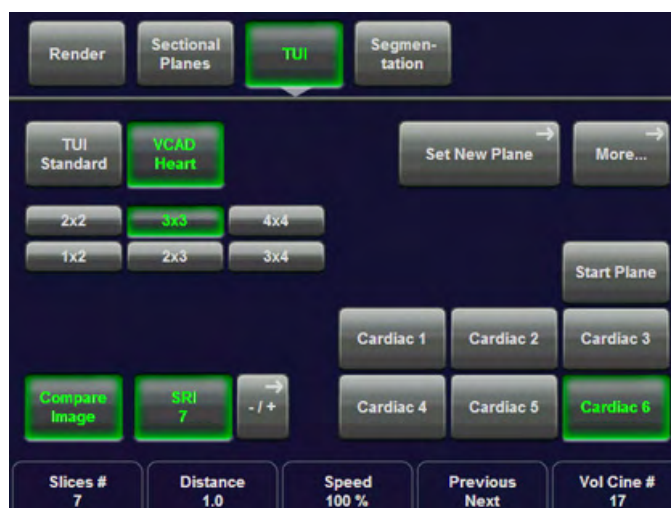 Render
Sectional
Planes
TUI
Segmen-
tation
TUI
Standard
VCAD
Heart
Set New Plane
More...
2x2
3x3
4x4
1x2
2x3
3x4
Start Plane
Cardiac 1
Cardiac 2
Cardiac 3
Compare
Image
SRI
7
- / +
Cardiac 4
Cardiac 5
Cardiac 6
Slices #
7
Distance
1.0
Speed
100 %
Previous
Next
Vol Cine #
17